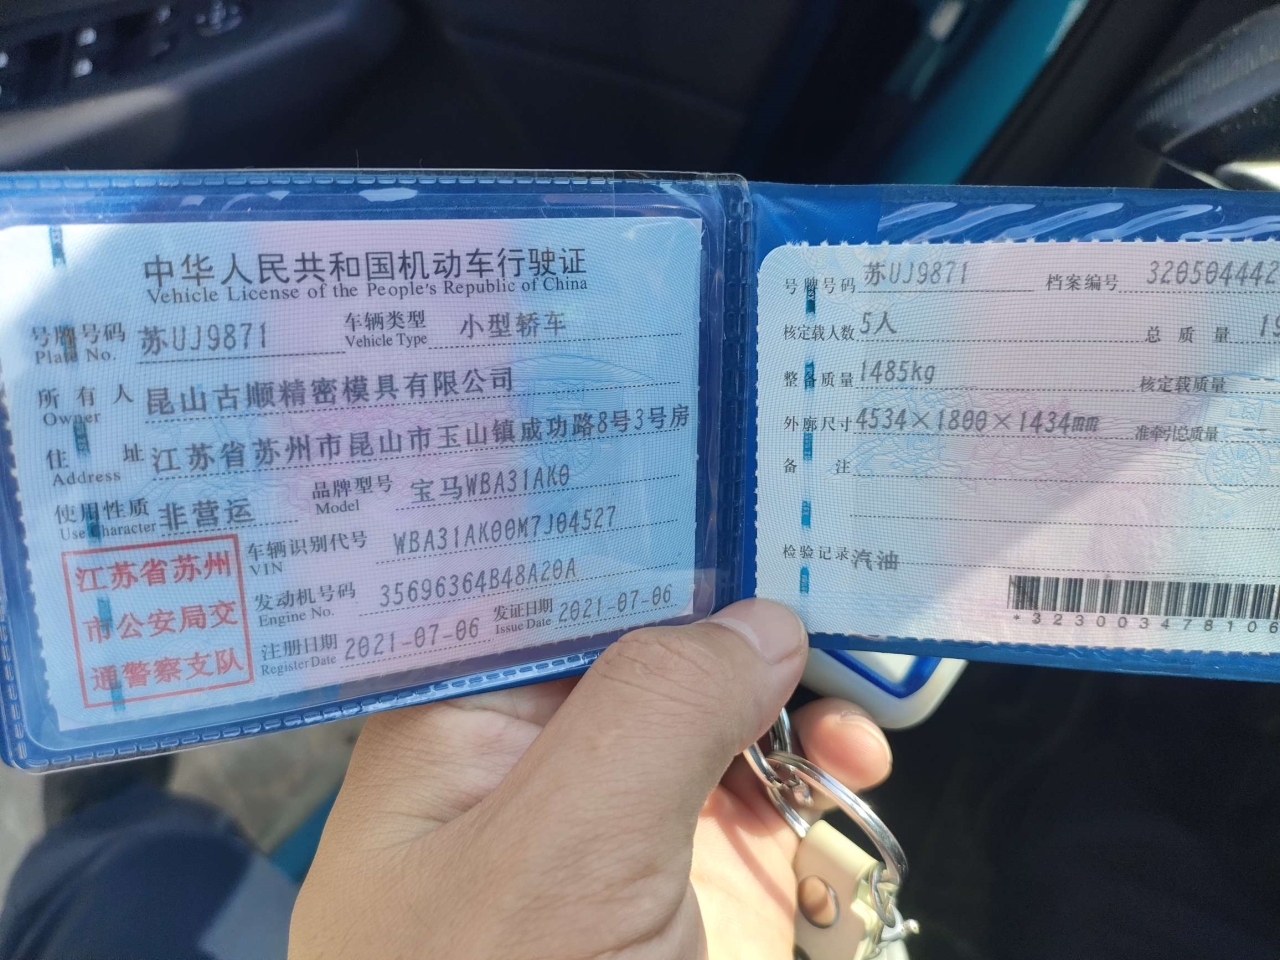 中华人民共和国机动车行驶证
Vehicle License of the People's Republic of China
号牌号码 苏UJ9871 车辆类型 小型轿车
Plate No. Vehicle Type
所有人 昆山古顺精密模具有限公司
Owner
住址 江苏省苏州市昆山市玉山镇成功路8号3号房
Address
使用性质 非营运 品牌型号 宝马WBA31AK0
Use Character Model
江苏省苏州
市公安局交
通警察支队
车辆识别代号 WBA31AK00M7J04527
VIN
发动机号码 35696364B48A20A
Engine No.
注册日期 2021-07-06 发证日期 2021-07-06
Register Date Issue Date
号牌号码 苏UJ9871 档案编号 320504442
核定载人数 5人 总质量
整备质量 1485kg 核定载质量 --
外廓尺寸 4534×1800×1434mm 准牵引总质量 --
备注
检验记录 汽油
*32300478106